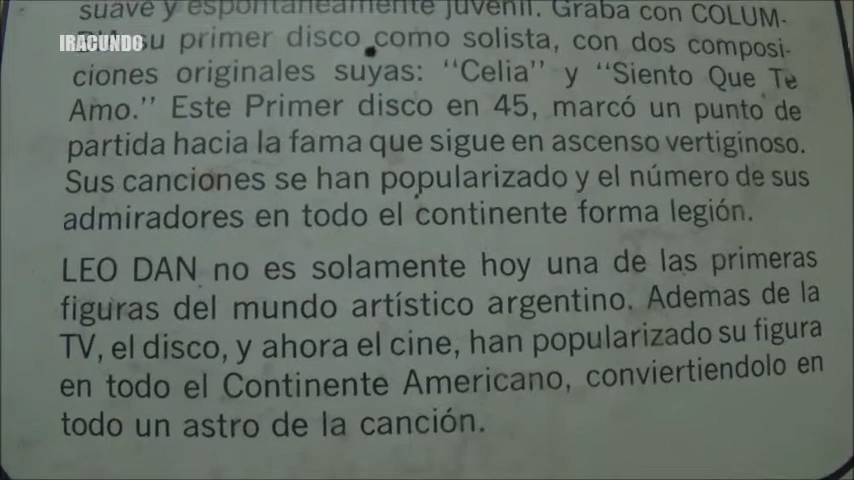 suave y espontáneamente juvenil. Graba con COLUM-
IRACUNDO
su primer disco como solista, con dos composi-
ciones originales suyas: "Celia" y "Siento Que Te
Amo." Este Primer disco en 45, marcó un punto de
partida hacia la fama que sigue en ascenso vertiginoso.
Sus canciones se han popularizado y el número de sus
admiradores en todo el continente forma legión.
LEO DAN no es solamente hoy una de las primeras
figuras del mundo artístico argentino. Ademas de la
TV, el disco, y ahora el cine, han popularizado su figura
en todo el Continente Americano, conviertiendolo en
todo un astro de la canción.